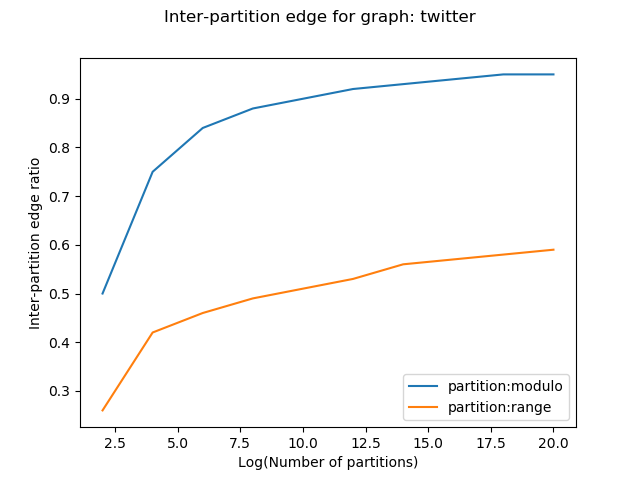 Inter-partition edge for graph: twitter
Inter-partition edge ratio
0.9
0.8
0.7
0.6
0.5
0.4
0.3
partition:modulo
partition:range
2.5 5.0 7.5 10.0 12.5 15.0 17.5 20.0
Log(Number of partitions)